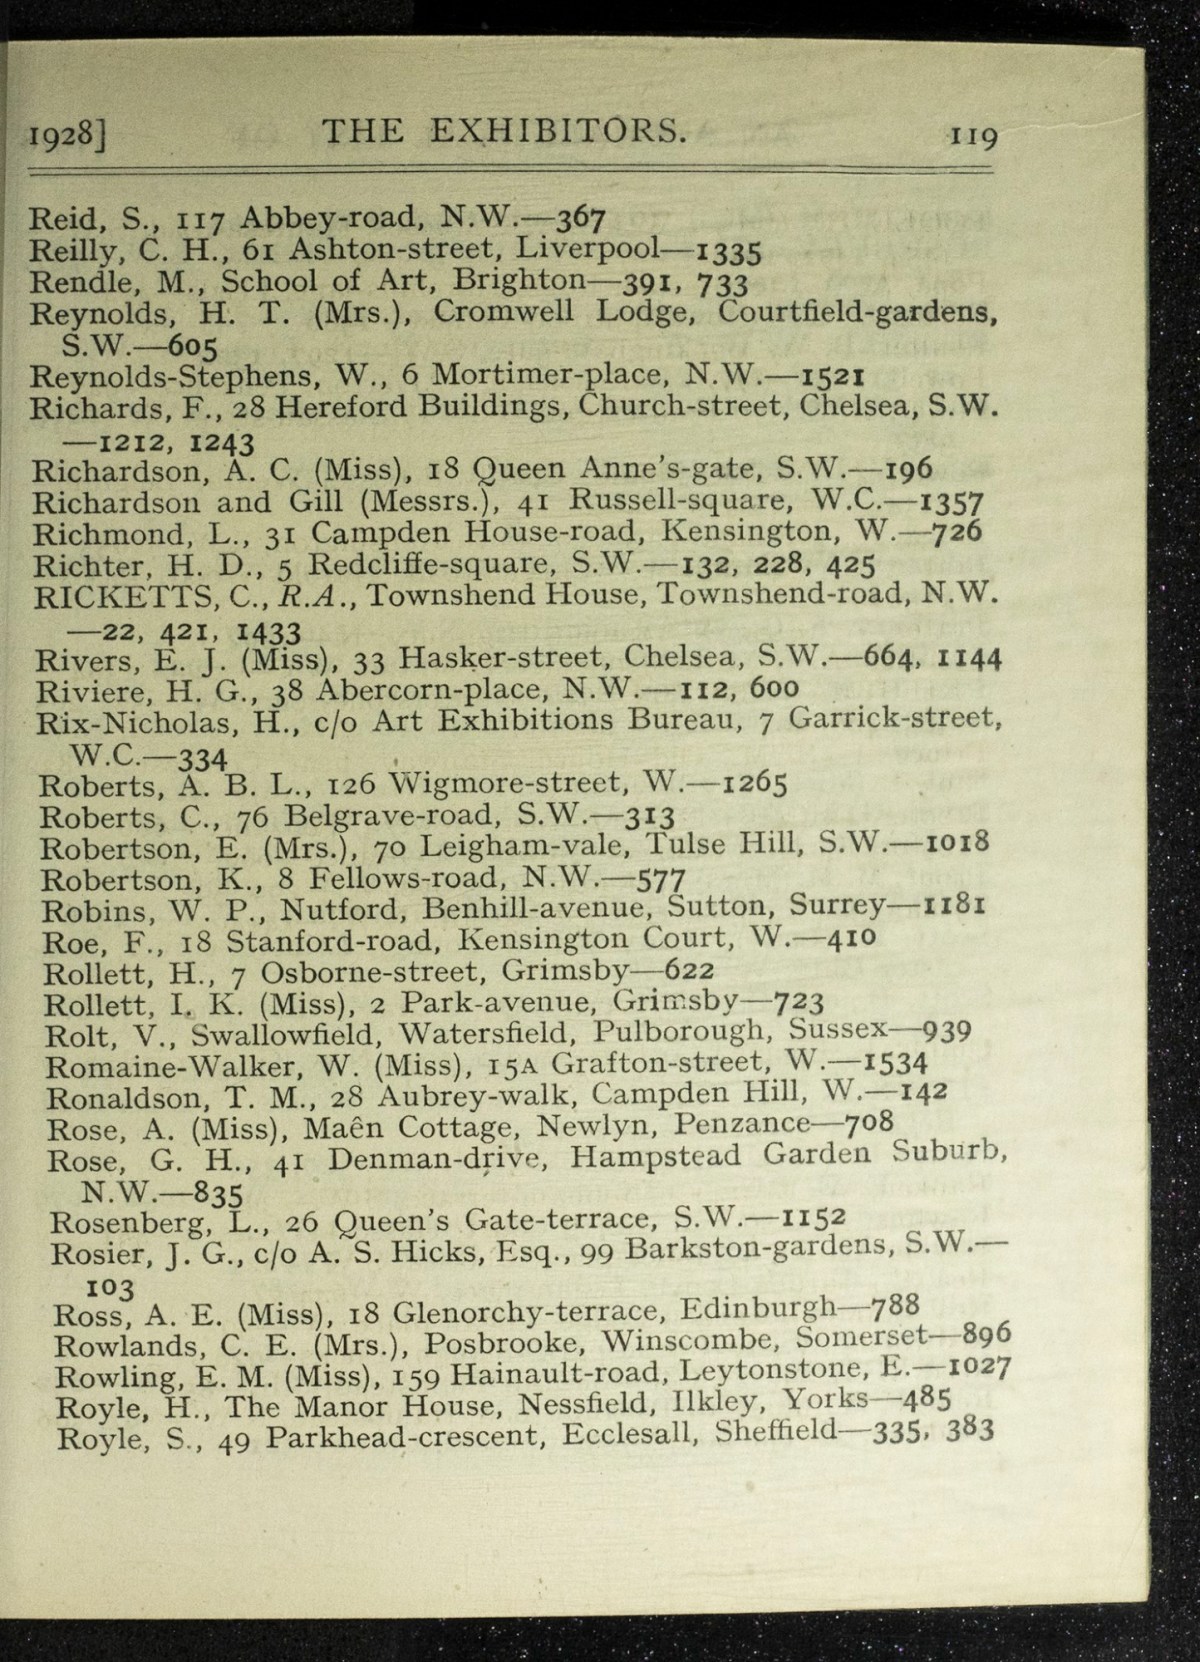 1928] THE EXHIBITORS. 119
Reid, S., 117 Abbey-road, N.W.—367
Reilly, C. H., 61 Ashton-street, Liverpool—1335
Rendle, M., School of Art, Brighton—391, 733
Reynolds, H. T. (Mrs.), Cromwell Lodge, Courtfield-gardens,
S.W.—605
Reynolds-Stephens, W., 6 Mortimer-place, N.W.—1521
Richards, F., 28 Hereford Buildings, Church-street, Chelsea, S.W.
—1212, 1243
Richardson, A. C. (Miss), 18 Queen Anne's-gate, S.W.—196
Richardson and Gill (Messrs.), 41 Russell-square, W.C.—1357
Richmond, L., 31 Campden House-road, Kensington, W.—726
Richter, H. D., 5 Redcliffe-square, S.W.—132, 228, 425
RICKETTS, C., R.A., Townshend House, Townshend-road, N.W.
—22, 421, 1433
Rivers, E. J. (Miss), 33 Hasker-street, Chelsea, S.W.—664, 1144
Riviere, H. G., 38 Abercorn-place, N.W.—112, 600
Rix-Nicholas, H., c/o Art Exhibitions Bureau, 7 Garrick-street,
W.C.—334
Roberts, A. B. L., 126 Wigmore-street, W.—1265
Roberts, C., 76 Belgrave-road, S.W.—313
Robertson, E. (Mrs.), 70 Leigham-vale, Tulse Hill, S.W.—1018
Robertson, K., 8 Fellows-road, N.W.—577
Robins, W. P., Nutford, Benhill-avenue, Sutton, Surrey—1181
Roe, F., 18 Stanford-road, Kensington Court, W.—410
Rollett, H., 7 Osborne-street, Grimsby—622
Rollett, I. K. (Miss), 2 Park-avenue, Grimsby—723
Rolt, V., Swallowfield, Watersfield, Pulborough, Sussex—939
Romaine-Walker, W. (Miss), 15A Grafton-street, W.—1534
Ronaldson, T. M., 28 Aubrey-walk, Campden Hill, W.—142
Rose, A. (Miss), Maên Cottage, Newlyn, Penzance—708
Rose, G. H., 41 Denman-drive, Hampstead Garden Suburb,
N.W.—835
Rosenberg, L., 26 Queen's Gate-terrace, S.W.—1152
Rosier, J. G., c/o A. S. Hicks, Esq., 99 Barkston-gardens, S.W.—
103
Ross, A. E. (Miss), 18 Glenorchy-terrace, Edinburgh—788
Rowlands, C. E. (Mrs.), Posbrooke, Winscombe, Somerset—896
Rowling, E. M. (Miss), 159 Hainault-road, Leytonstone, E.—1027
Royle, H., The Manor House, Nessfield, Ilkley, Yorks—485
Royle, S., 49 Parkhead-crescent, Ecclesall, Sheffield—335, 383